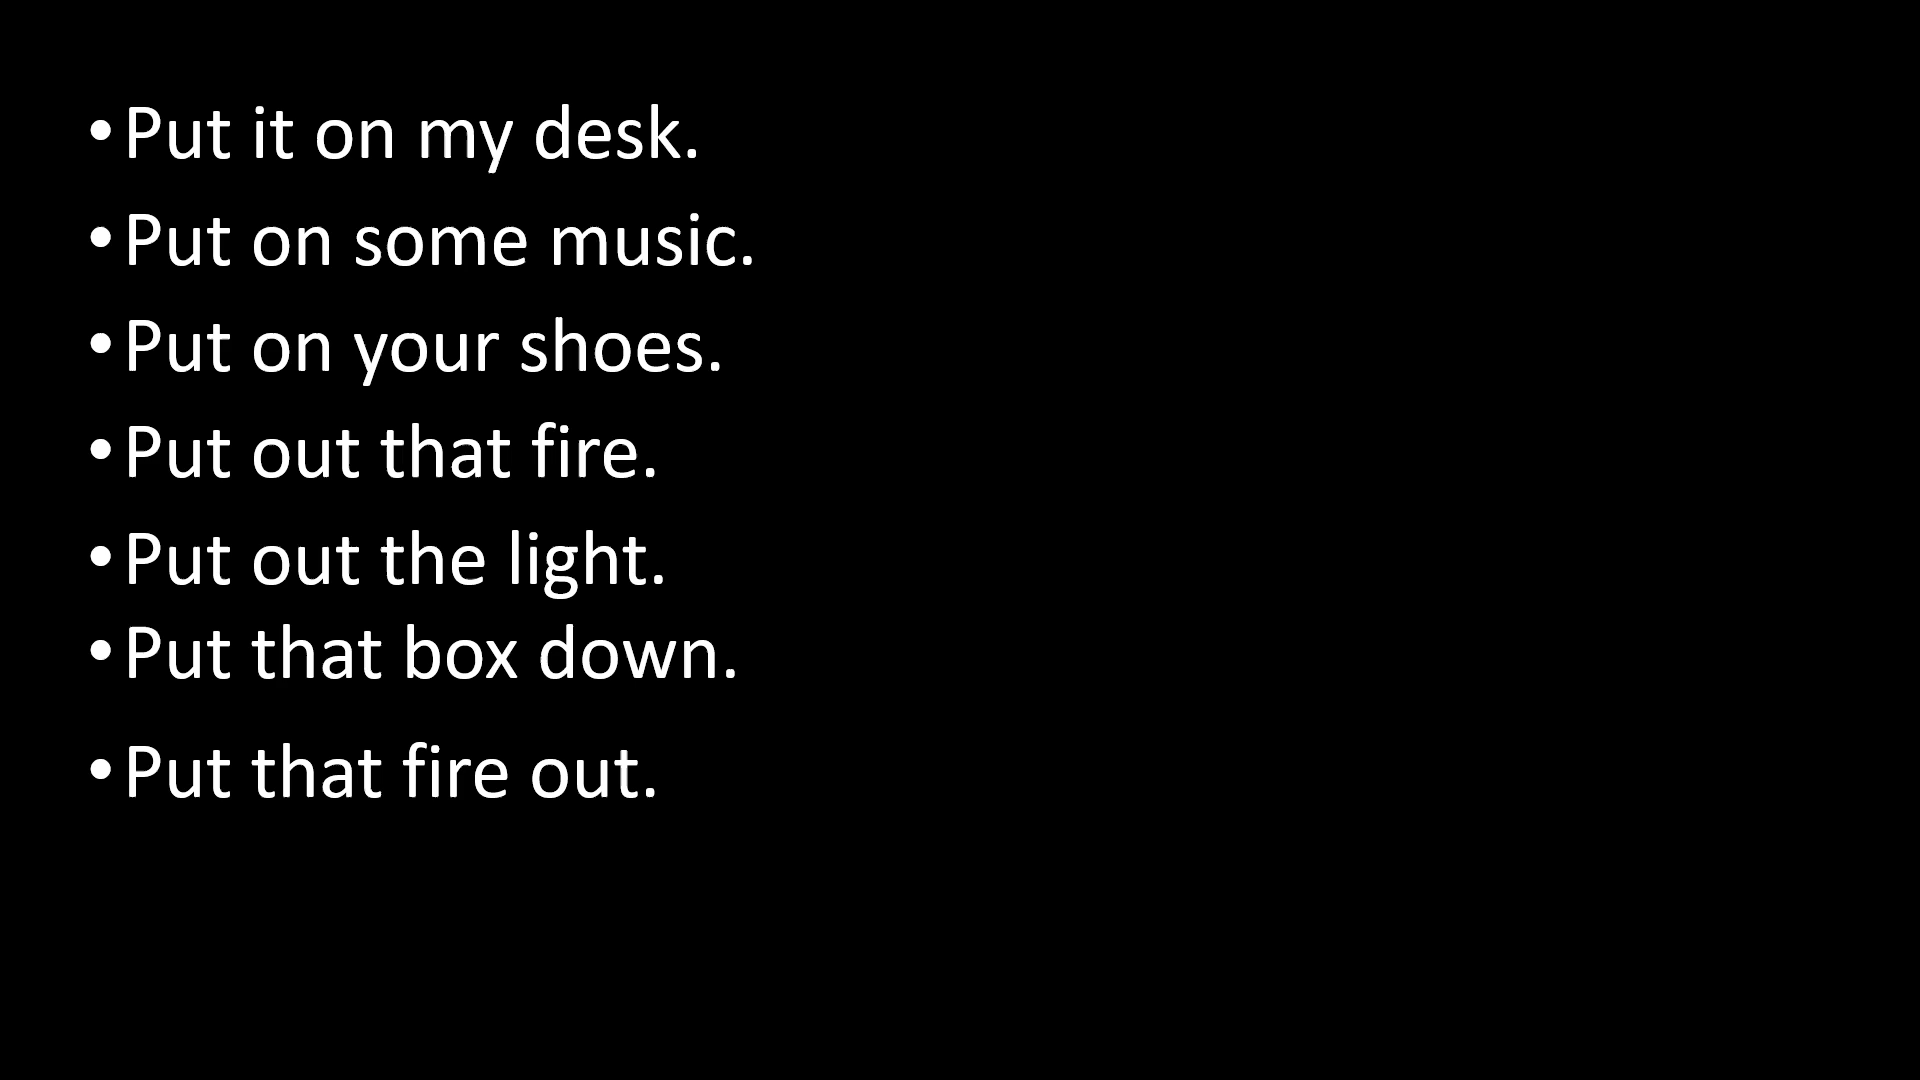 •Put it on my desk.
•Put on some music.
•Put on your shoes.
•Put out that fire.
•Put out the light.
•Put that box down.
•Put that fire out.